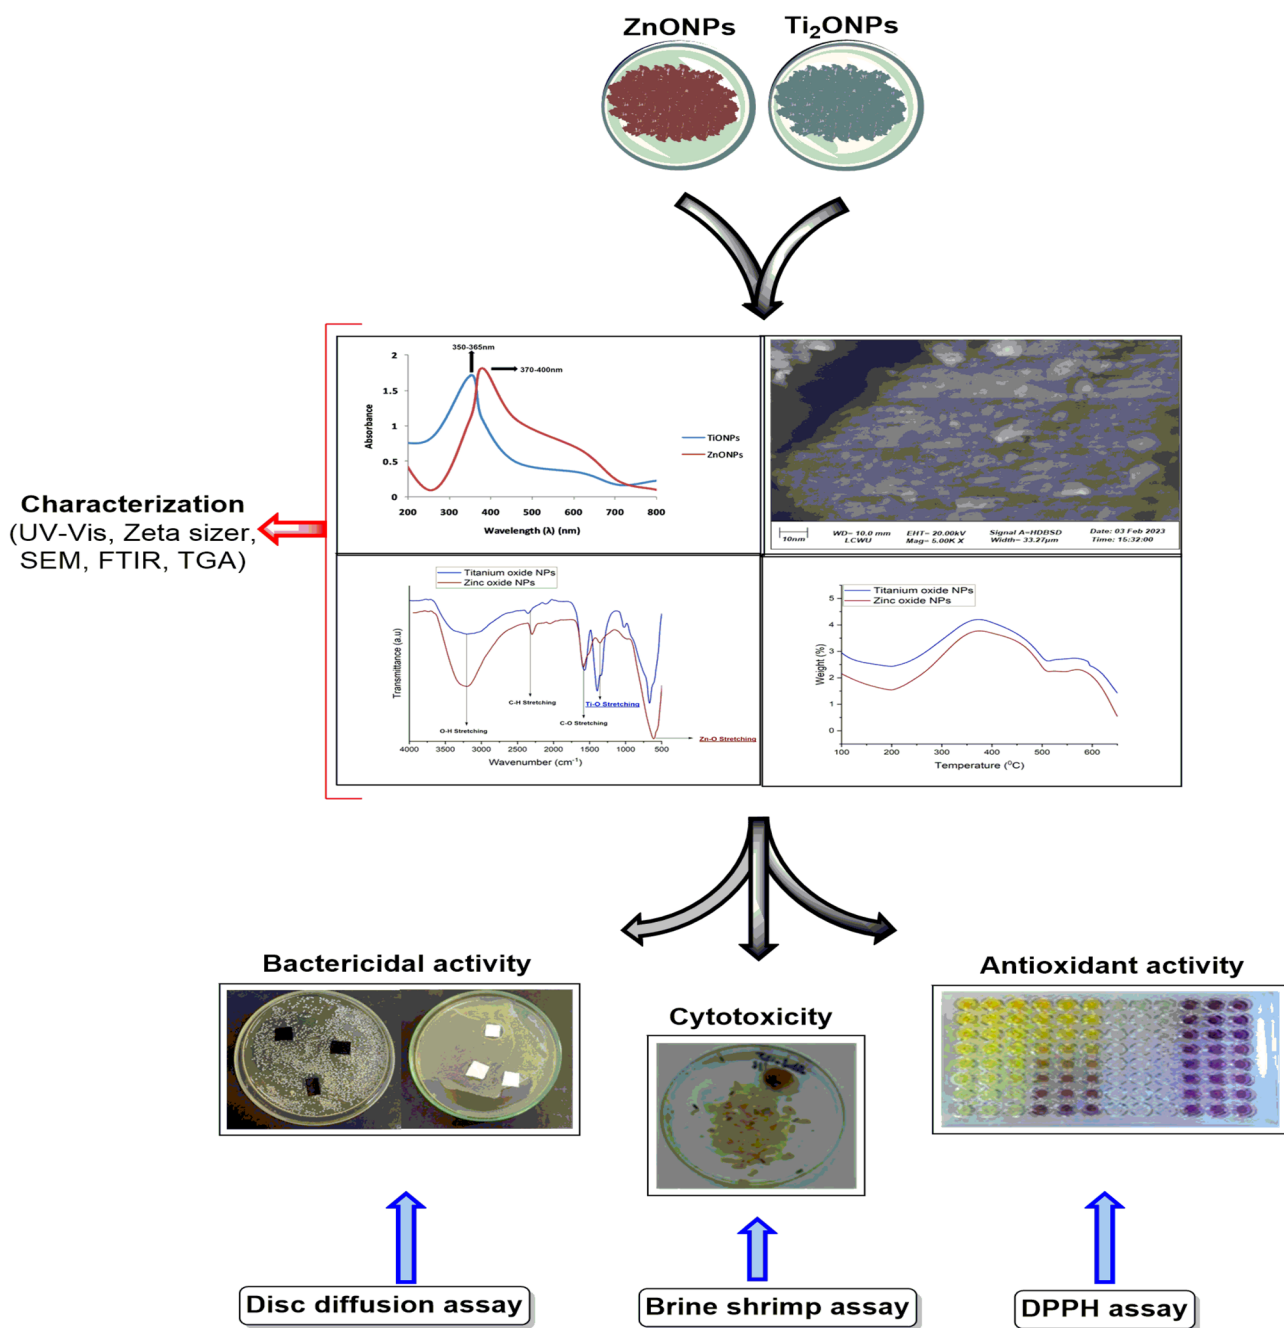 ZnONPs
Ti₂ONPs
350-365nm
370-400nm
2
1.5
1
0.5
0
Absorbance
200 300 400 500 600 700 800
Wavelength (λ) (nm)
TiONPs
ZnONPs
10nm
WD= 10.0 mm EHT= 20.00kV Signal A=HDBSD Date: 03 Feb 2023
LCWU Mag= 5.00K X Width= 33.27µm Time: 15:32:00
Characterization
(UV-Vis, Zeta sizer,
SEM, FTIR, TGA)
Titanium oxide NPs
Zinc oxide NPs
Transmittance (a.u)
C-H Stretching
Ti-O Stretching
O-H Stretching
C-O Stretching
Zn-O Stretching
4000 3500 3000 2500 2000 1500 1000 500
Wavenumber (cm⁻¹)
Titanium oxide NPs
Zinc oxide NPs
5
4
3
2
1
0
Weight (%)
100 200 300 400 500 600
Temperature (⁰C)
Bactericidal activity
Cytotoxicity
Antioxidant activity
Disc diffusion assay
Brine shrimp assay
DPPH assay